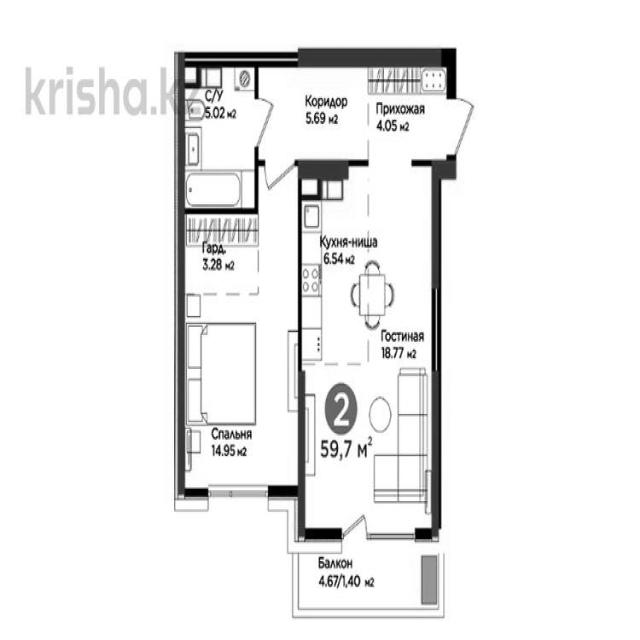 krisha.k
С/У
5.02 м2
Коридор
5.69 м2
Прихожая
4.05 м2
Гард.
3.28 м2
Кухня-ниша
6.54 м2
Гостиная
18.77 м2
2
59,7 м2
Спальня
14.95 м2
Балкон
4.67/1,40 м2